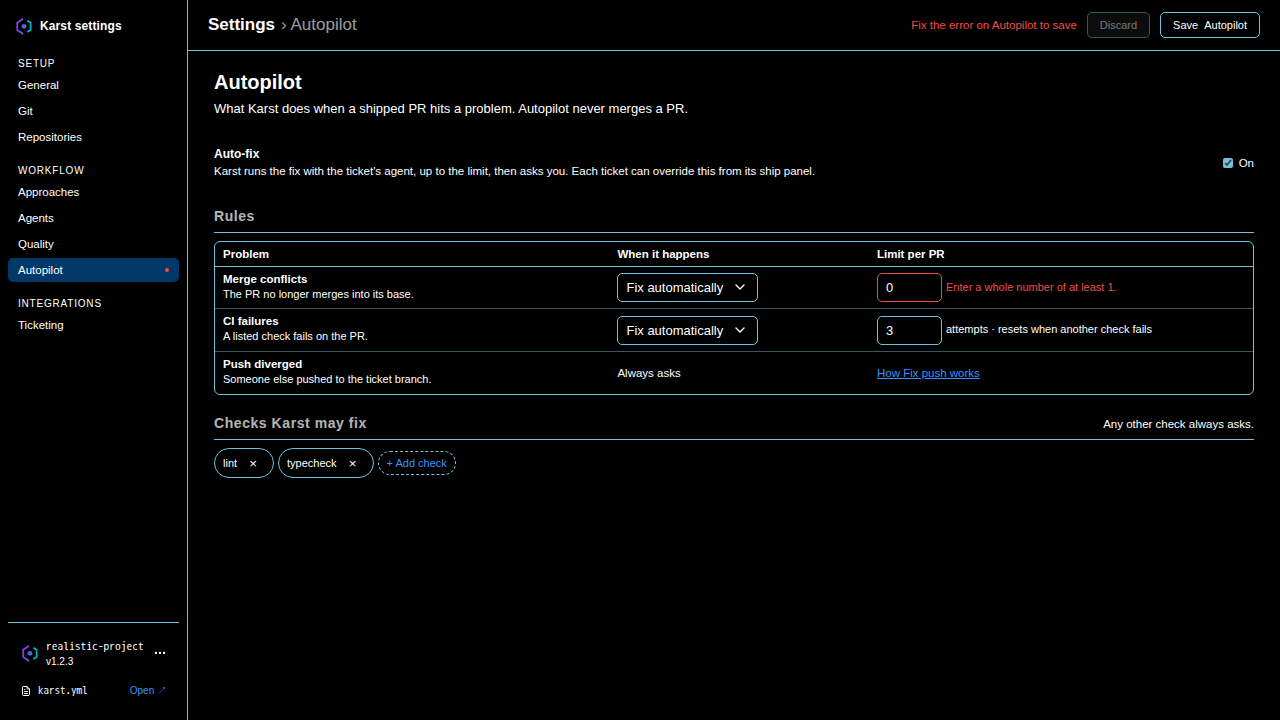 Karst settings
SETUP
General
Git
Repositories
WORKFLOW
Approaches
Agents
Quality
Autopilot
INTEGRATIONS
Ticketing
realistic-project
v1.2.3
karst.yml
Open ↗
Settings › Autopilot
Fix the error on Autopilot to save
Discard
Save Autopilot
Autopilot
What Karst does when a shipped PR hits a problem. Autopilot never merges a PR.
Auto-fix
Karst runs the fix with the ticket's agent, up to the limit, then asks you. Each ticket can override this from its ship panel.
On
Rules
Problem When it happens Limit per PR
Merge conflicts
The PR no longer merges into its base.
Fix automatically
0 Enter a whole number of at least 1.
CI failures
A listed check fails on the PR.
Fix automatically
3 attempts · resets when another check fails
Push diverged
Someone else pushed to the ticket branch.
Always asks
How Fix push works
Checks Karst may fix
Any other check always asks.
lint ×
typecheck ×
+ Add check